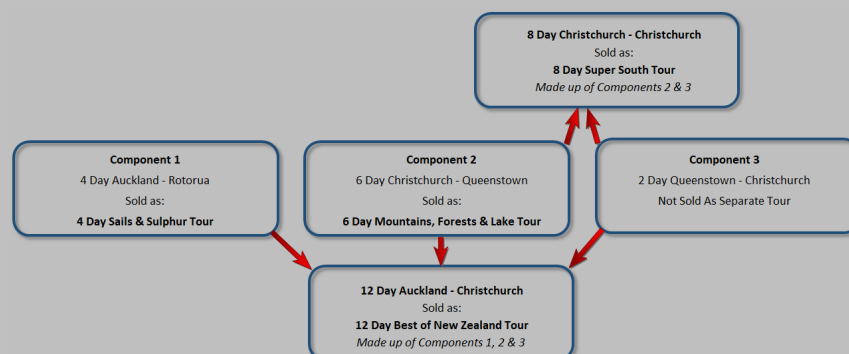 8 Day Christchurch - Christchurch
Sold as:
8 Day Super South Tour
Made up of Components 2 & 3
Component 1
4 Day Auckland - Rotorua
Sold as:
4 Day Sails & Sulphur Tour
Component 2
6 Day Christchurch - Queenstown
Sold as:
6 Day Mountains, Forests & Lake Tour
Component 3
2 Day Queenstown - Christchurch
Not Sold As Separate Tour
12 Day Auckland - Christchurch
Sold as:
12 Day Best of New Zealand Tour
Made up of Components 1, 2 & 3